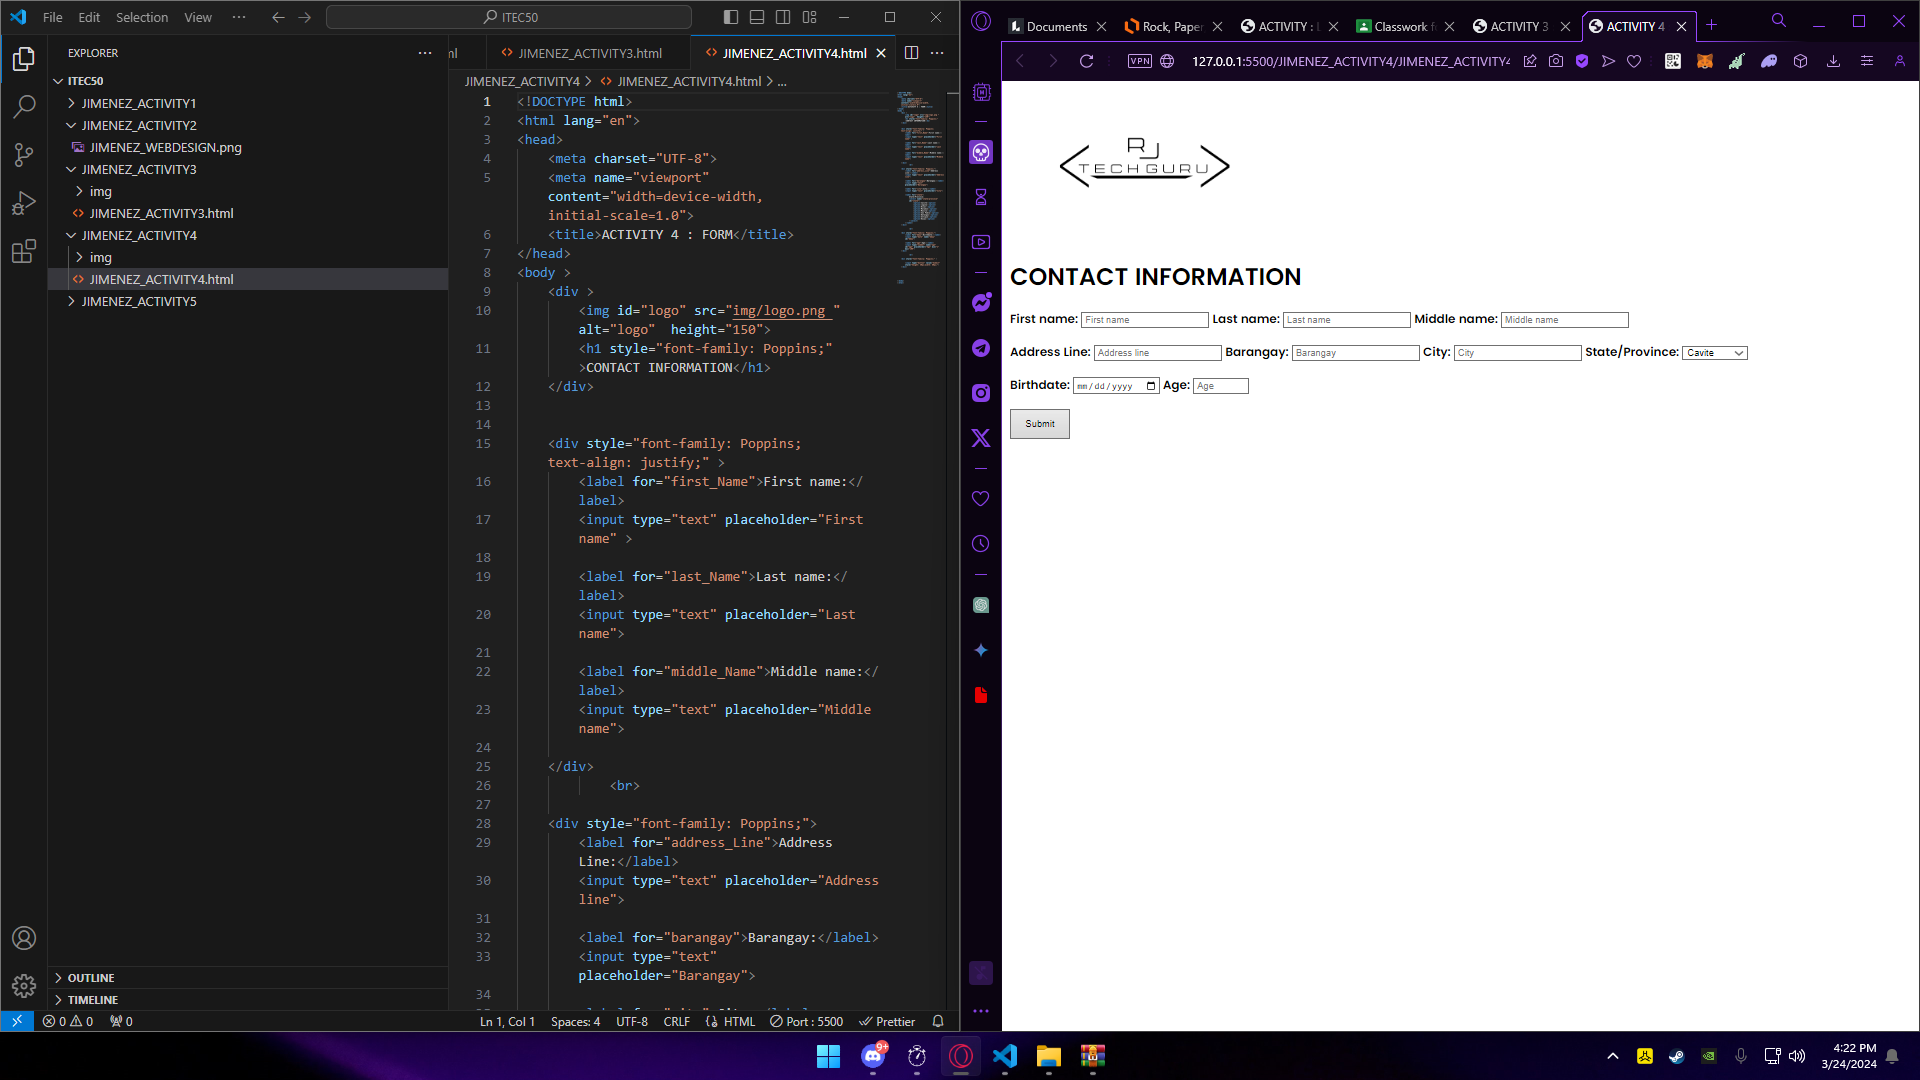 File Edit Selection View ··· ITEC50
EXPLORER
ITEC50
JIMENEZ_ACTIVITY1
JIMENEZ_ACTIVITY2
JIMENEZ_WEBDESIGN.png
JIMENEZ_ACTIVITY3
img
JIMENEZ_ACTIVITY3.html
JIMENEZ_ACTIVITY4
img
JIMENEZ_ACTIVITY4.html
JIMENEZ_ACTIVITY5
OUTLINE
TIMELINE
ml JIMENEZ_ACTIVITY3.html JIMENEZ_ACTIVITY4.html
JIMENEZ_ACTIVITY4 > JIMENEZ_ACTIVITY4.html > ...
1 <!DOCTYPE html>
2 <html lang="en">
3 <head>
4 <meta charset="UTF-8">
5 <meta name="viewport"
content="width=device-width,
initial-scale=1.0">
6 <title>ACTIVITY 4 : FORM</title>
7 </head>
8 <body >
9 <div >
10 <img id="logo" src="img/logo.png "
alt="logo"  height="150">
11 <h1 style="font-family: Poppins;"
>CONTACT INFORMATION</h1>
12 </div>
13
14
15 <div style="font-family: Poppins;
text-align: justify;" >
16 <label for="first_Name">First name:</
label>
17 <input type="text" placeholder="First
name" >
18
19 <label for="last_Name">Last name:</
label>
20 <input type="text" placeholder="Last
name">
21
22 <label for="middle_Name">Middle name:</
label>
23 <input type="text" placeholder="Middle
name">
24
25 </div>
26 <br>
27
28 <div style="font-family: Poppins;">
29 <label for="address_Line">Address
Line:</label>
30 <input type="text" placeholder="Address
line">
31
32 <label for="barangay">Barangay:</label>
33 <input type="text"
placeholder="Barangay">
34
0 0 0 Ln 1, Col 1 Spaces: 4 UTF-8 CRLF HTML Port : 5500 Prettier
Documents Rock, Paper ACTIVITY : Classwork f ACTIVITY 3 ACTIVITY 4
VPN 127.0.0.1:5500/JIMENEZ_ACTIVITY4/JIMENEZ_ACTIVITY4
RJ
TECHGURU
CONTACT INFORMATION
First name: First name Last name: Last name Middle name: Middle name
Address Line: Address line Barangay: Barangay City: City State/Province: Cavite
Birthdate: mm/dd/yyyy Age: Age
Submit
9+
4:22 PM
3/24/2024